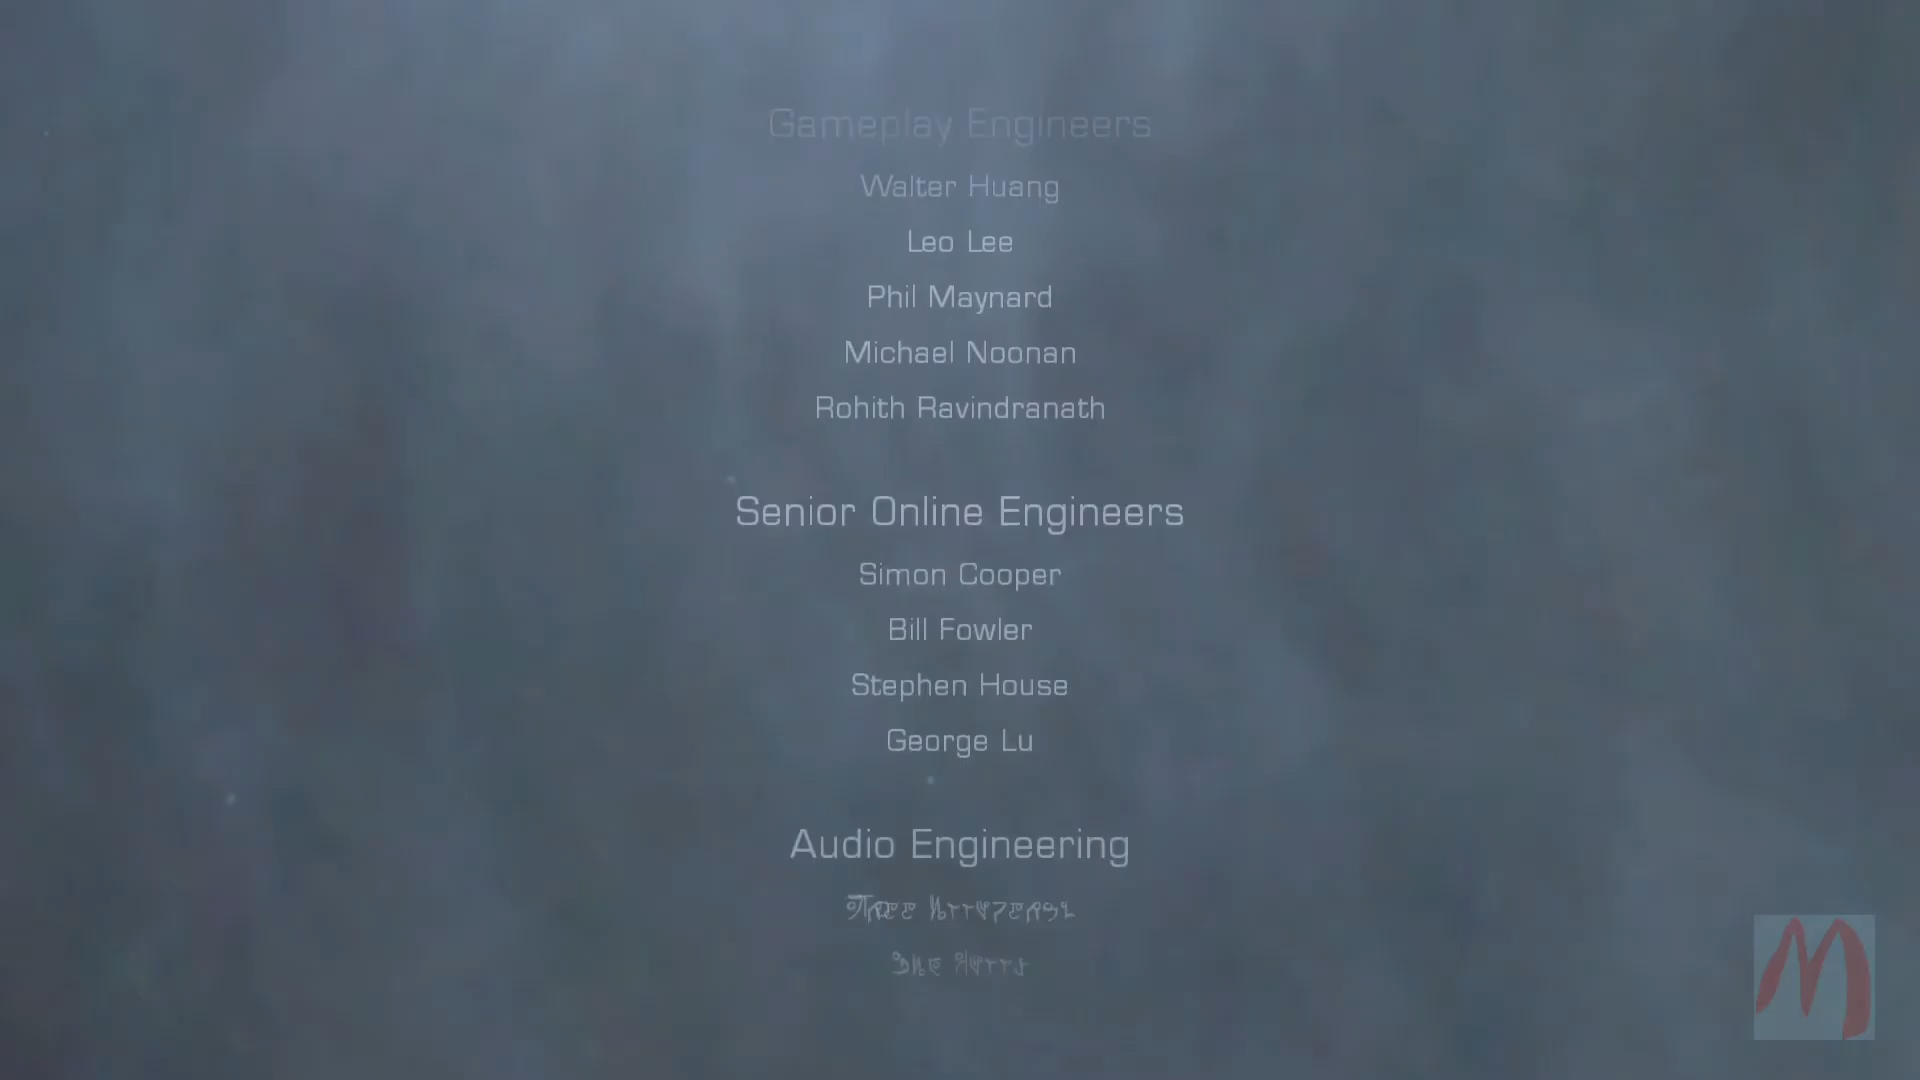 Gameplay Engineers
Walter Huang
Leo Lee
Phil Maynard
Michael Noonan
Rohith Ravindranath
Senior Online Engineers
Simon Cooper
Bill Fowler
Stephen House
George Lu
Audio Engineering
M